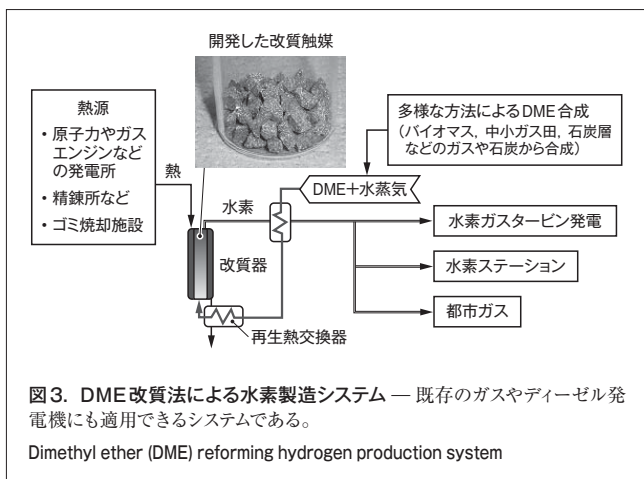 開発した改質触媒
熱源
・原子力やガス
エンジンなど
の発電所
・精錬所など
・ゴミ焼却施設
熱
多様な方法によるDME合成
(バイオマス，中小ガス田，石炭層
などのガスや石炭から合成)
DME＋水蒸気
水素
改質器
再生熱交換器
水素ガスタービン発電
水素ステーション
都市ガス
図3．DME改質法による水素製造システム — 既存のガスやディーゼル発
電機にも適用できるシステムである。
Dimethyl ether (DME) reforming hydrogen production system